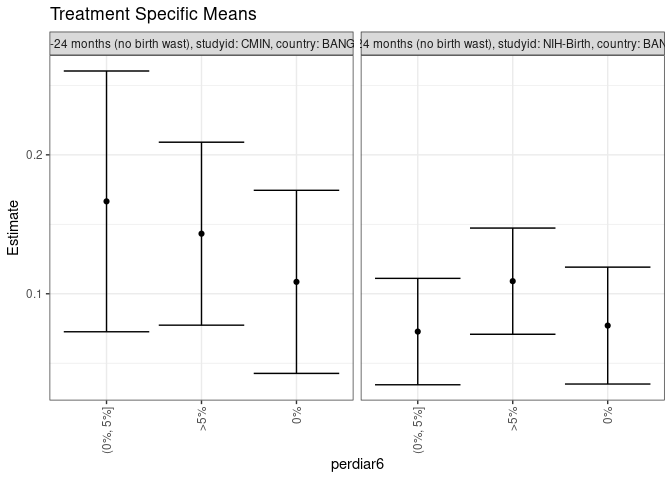 Treatment Specific Means
-24 months (no birth wast), studyid: CMIN, country: BANG
24 months (no birth wast), studyid: NIH-Birth, country: BAN
Estimate
0.2
0.1
(0%, 5%]
>5%
0%
(0%, 5%]
>5%
0%
perdiar6